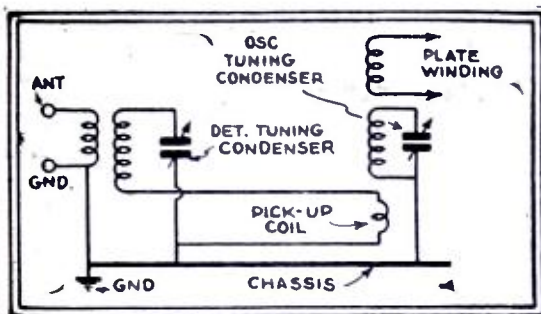 OSC
TUNING
CONDENSER
PLATE
WINDING
ANT
DET. TUNING
CONDENSER
GND
PICK-UP
COIL
GND
CHASSIS